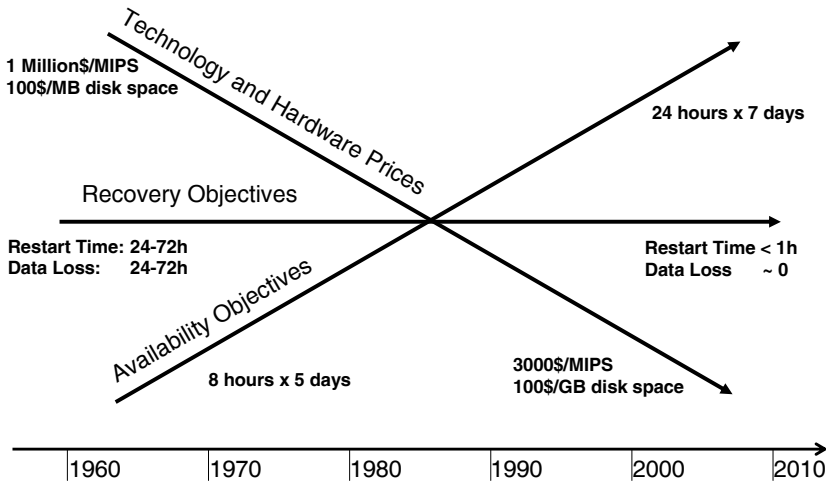 Technology and Hardware Prices
1 Million$/MIPS
100$/MB disk space
24 hours x 7 days
Recovery Objectives
Restart Time: 24-72h
Data Loss: 24-72h
Restart Time < 1h
Data Loss ~ 0
Availability Objectives
8 hours x 5 days
3000$/MIPS
100$/GB disk space
1960 1970 1980 1990 2000 2010